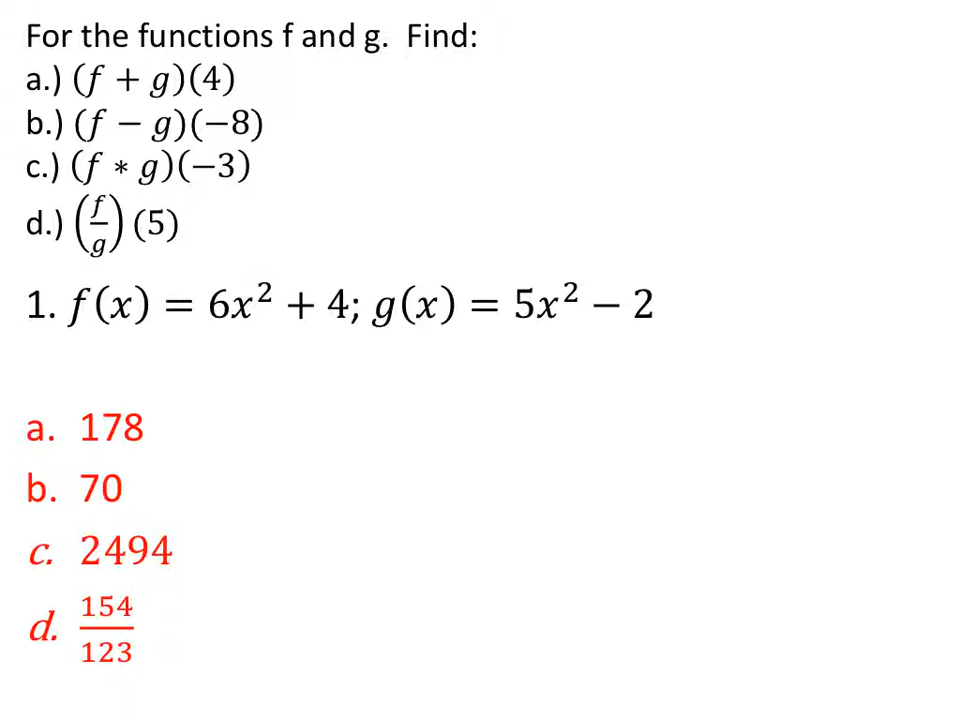 For the functions f and g.  Find:
a.) (f + g)(4)
b.) (f − g)(−8)
c.) (f ∗ g)(−3)
d.) (f/g) (5)
1. f(x) = 6x² + 4; g(x) = 5x² − 2
a. 178
b. 70
c. 2494
d. 154/123